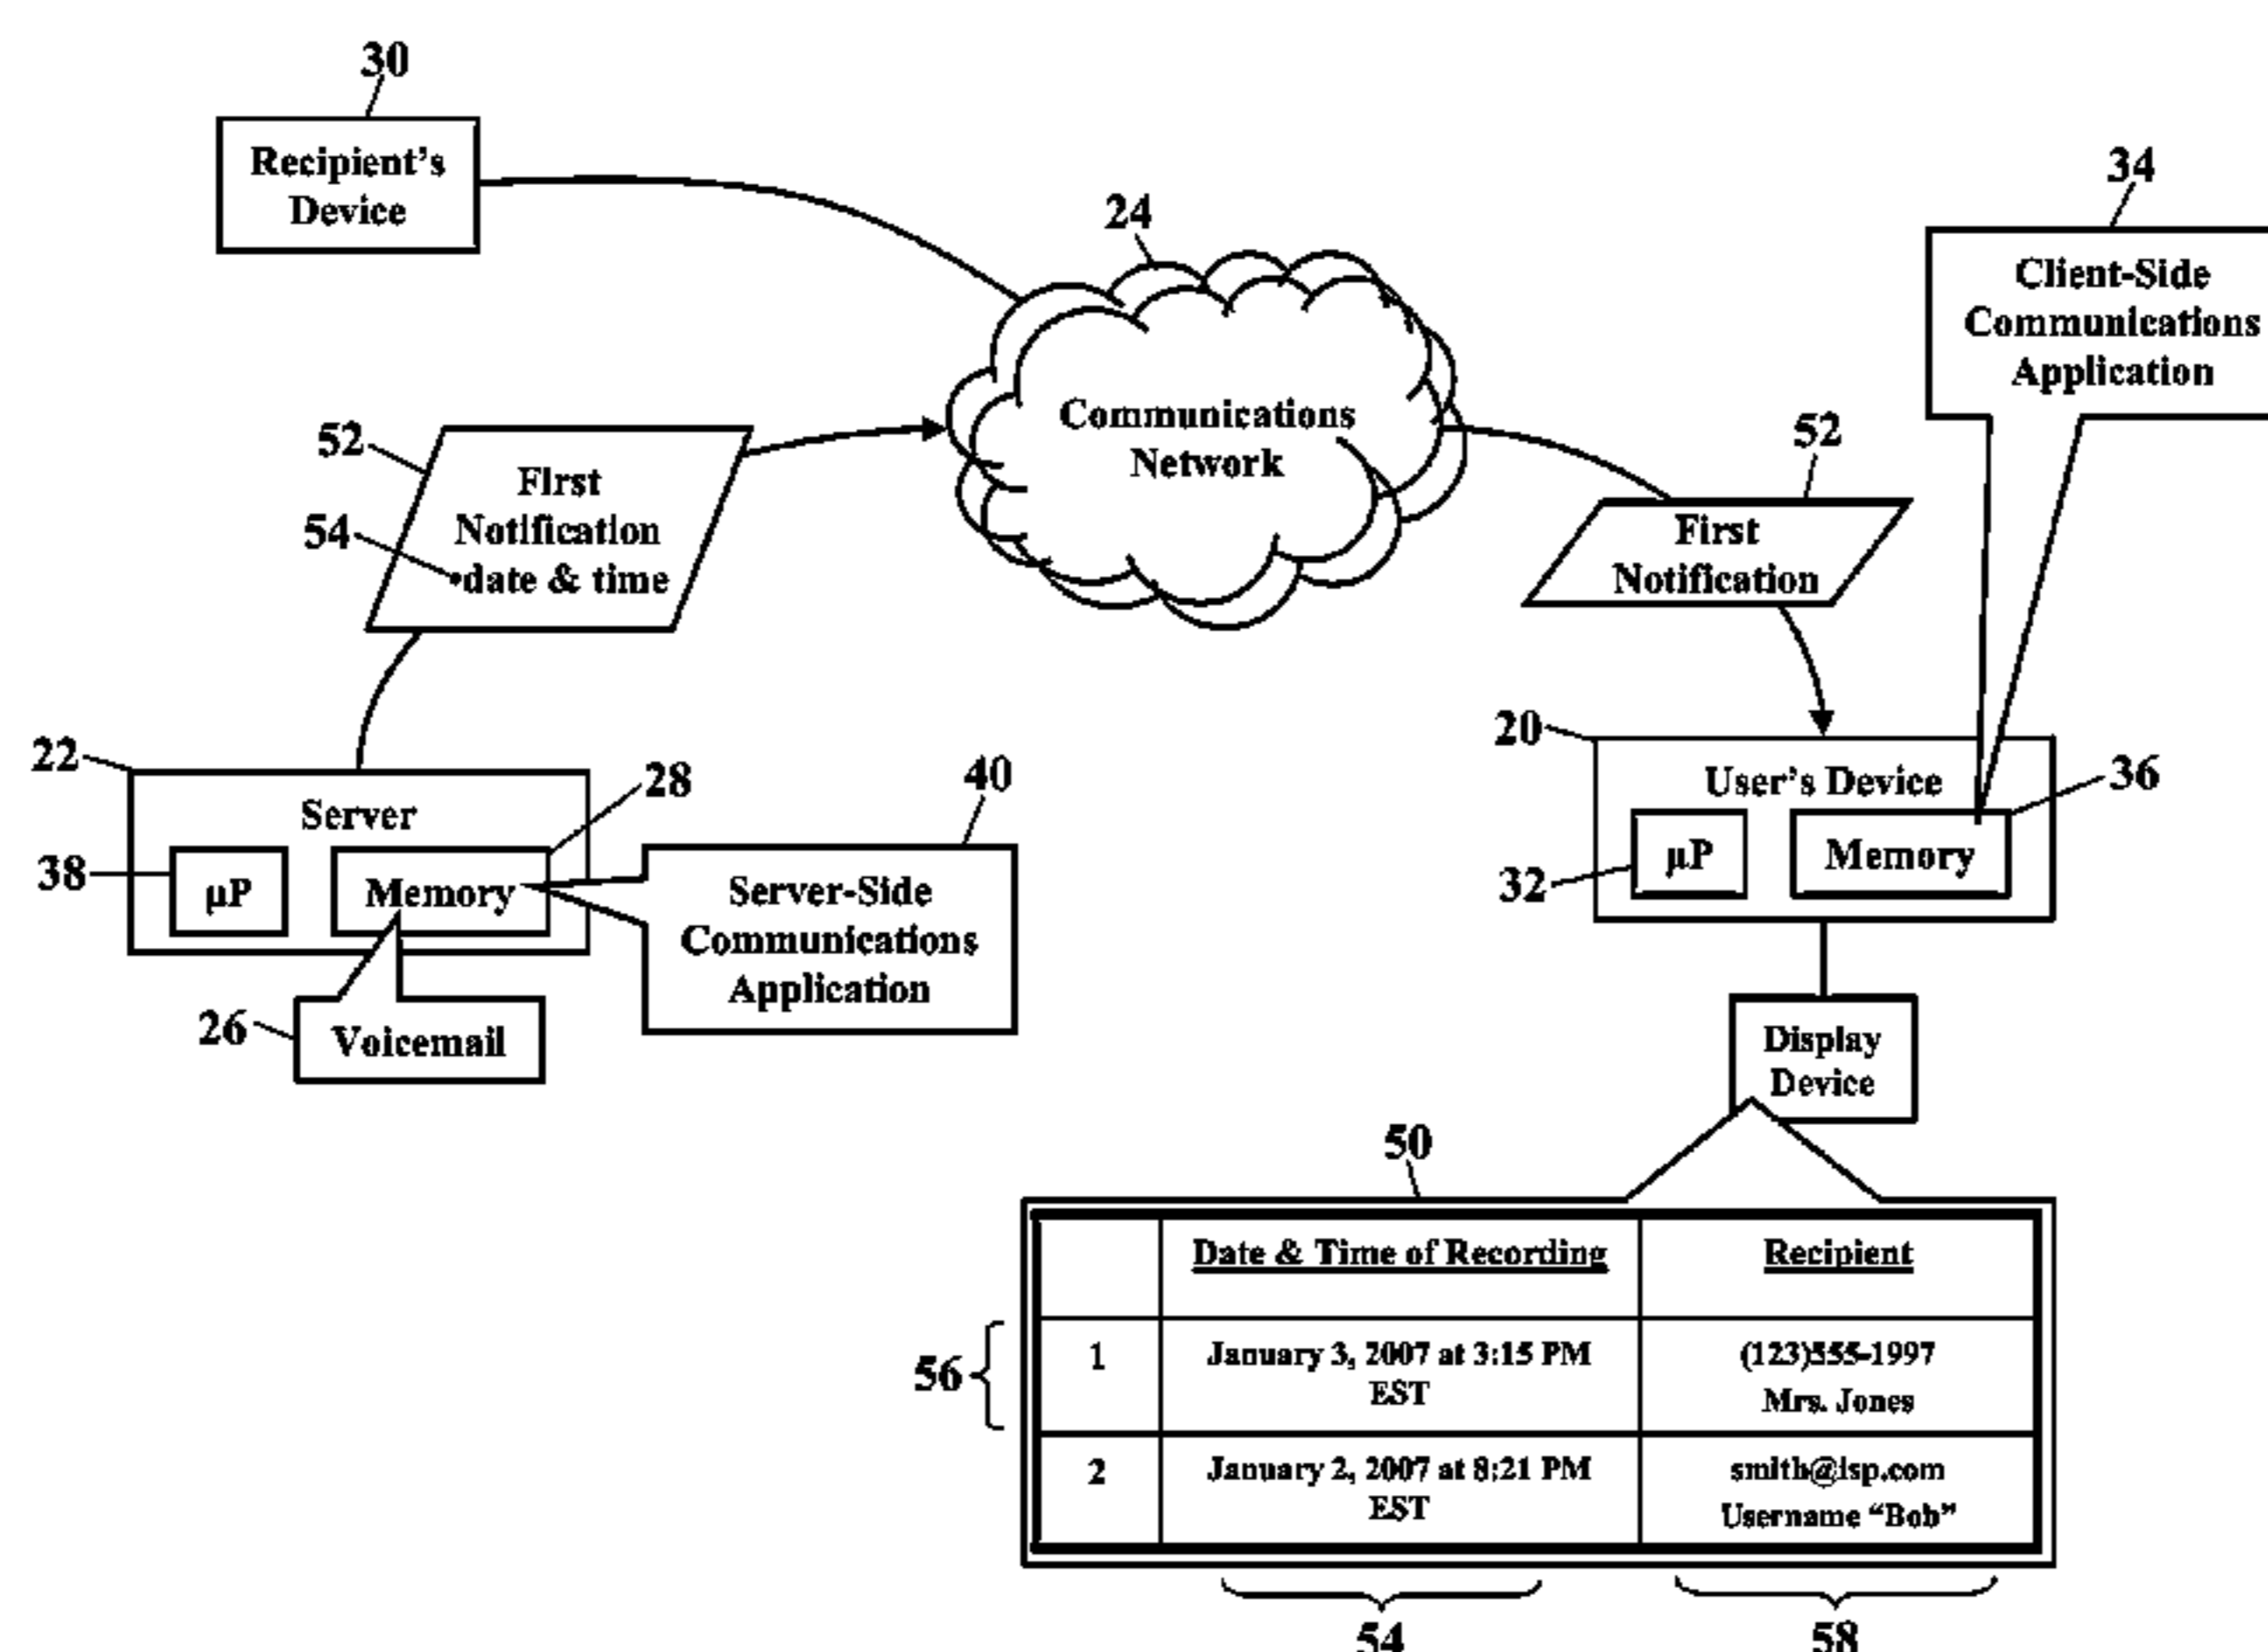 30
Recipient's
Device
34
Client-Side
Communications
Application
24
Communications
Network
52
First
Notification
54
•date & time
52
First
Notification
22
Server
38
µP
Memory
28
40
Server-Side
Communications
Application
26
Voicemail
20
User's Device
32
µP
Memory
36
Display
Device
50
Date & Time of Recording
Recipient
56
1
January 3, 2007 at 3:15 PM
EST
(123)555-1997
Mrs. Jones
2
January 2, 2007 at 8:21 PM
EST
smith@isp.com
Username “Bob”
54
58